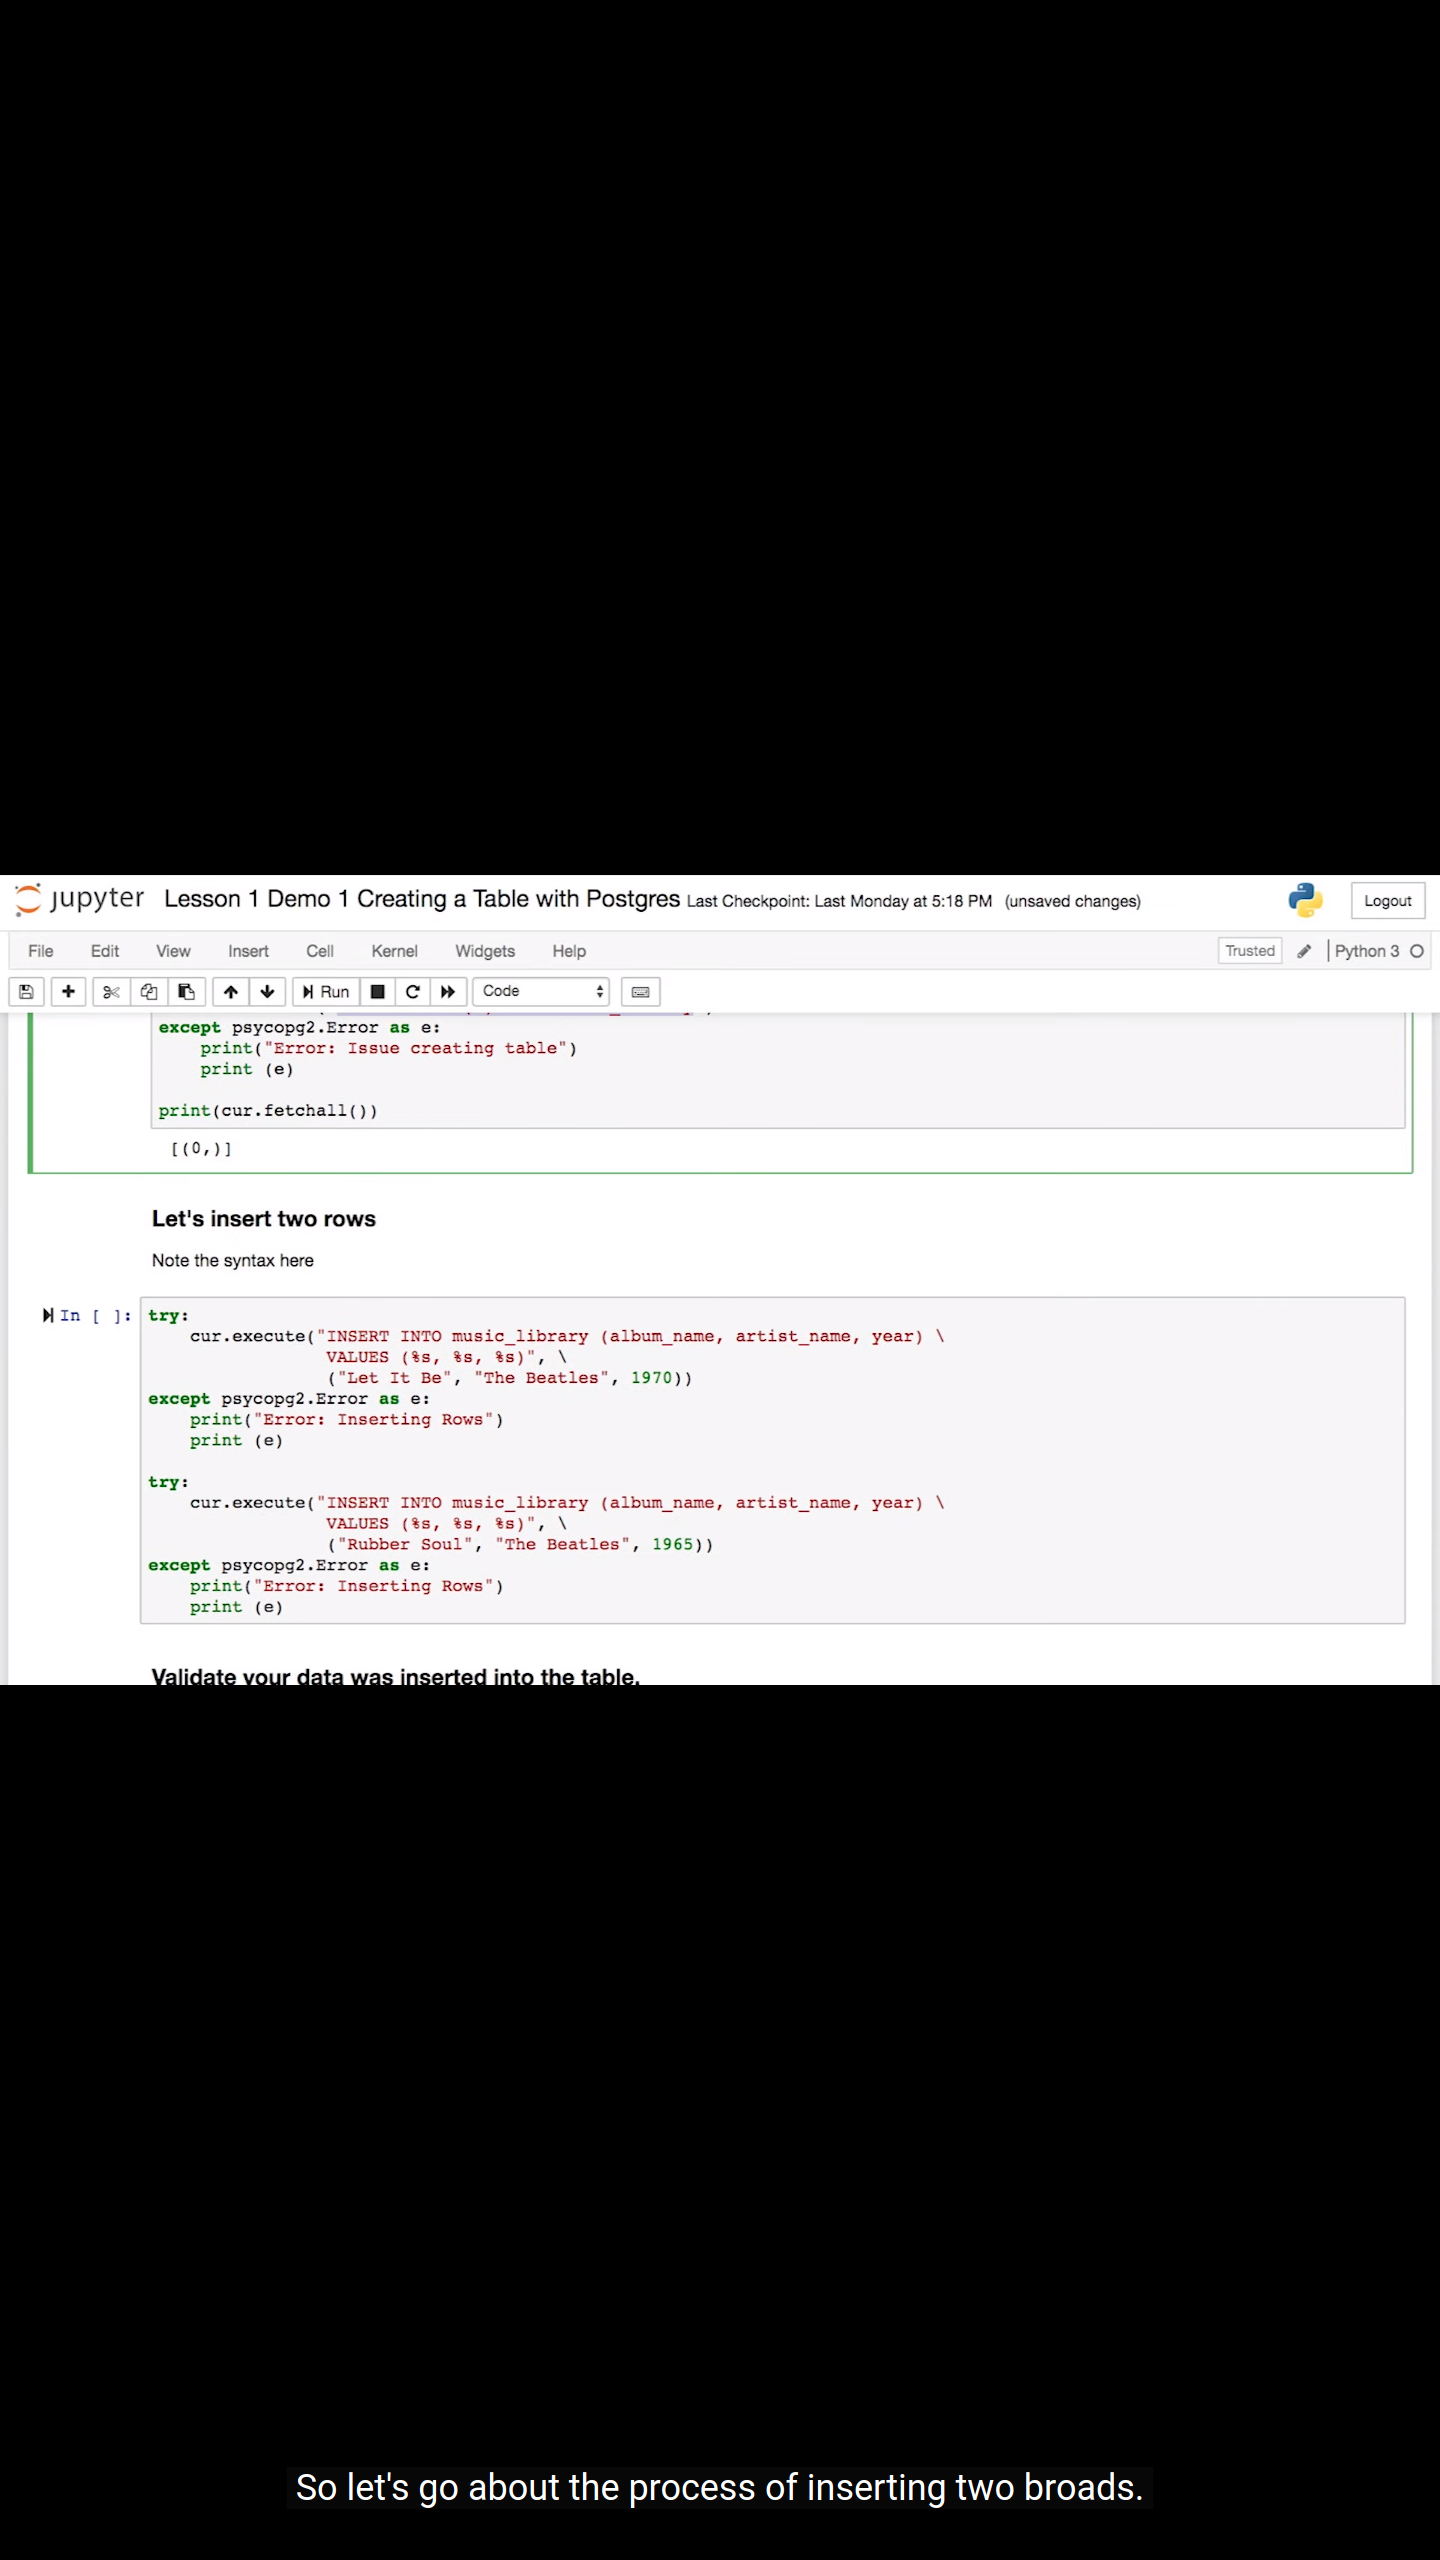 jupyter Lesson 1 Demo 1 Creating a Table with Postgres Last Checkpoint: Last Monday at 5:18 PM (unsaved changes) Logout
File Edit View Insert Cell Kernel Widgets Help Trusted Python 3
Run Code
except psycopg2.Error as e:
    print("Error: Issue creating table")
    print (e)
print(cur.fetchall())
[(0,)]
Let's insert two rows
Note the syntax here
In [ ]: try:
    cur.execute("INSERT INTO music_library (album_name, artist_name, year) \
                 VALUES (%s, %s, %s)", \
                 ("Let It Be", "The Beatles", 1970))
except psycopg2.Error as e:
    print("Error: Inserting Rows")
    print (e)
try:
    cur.execute("INSERT INTO music_library (album_name, artist_name, year) \
                 VALUES (%s, %s, %s)", \
                 ("Rubber Soul", "The Beatles", 1965))
except psycopg2.Error as e:
    print("Error: Inserting Rows")
    print (e)
Validate your data was inserted into the table.
So let's go about the process of inserting two broads.